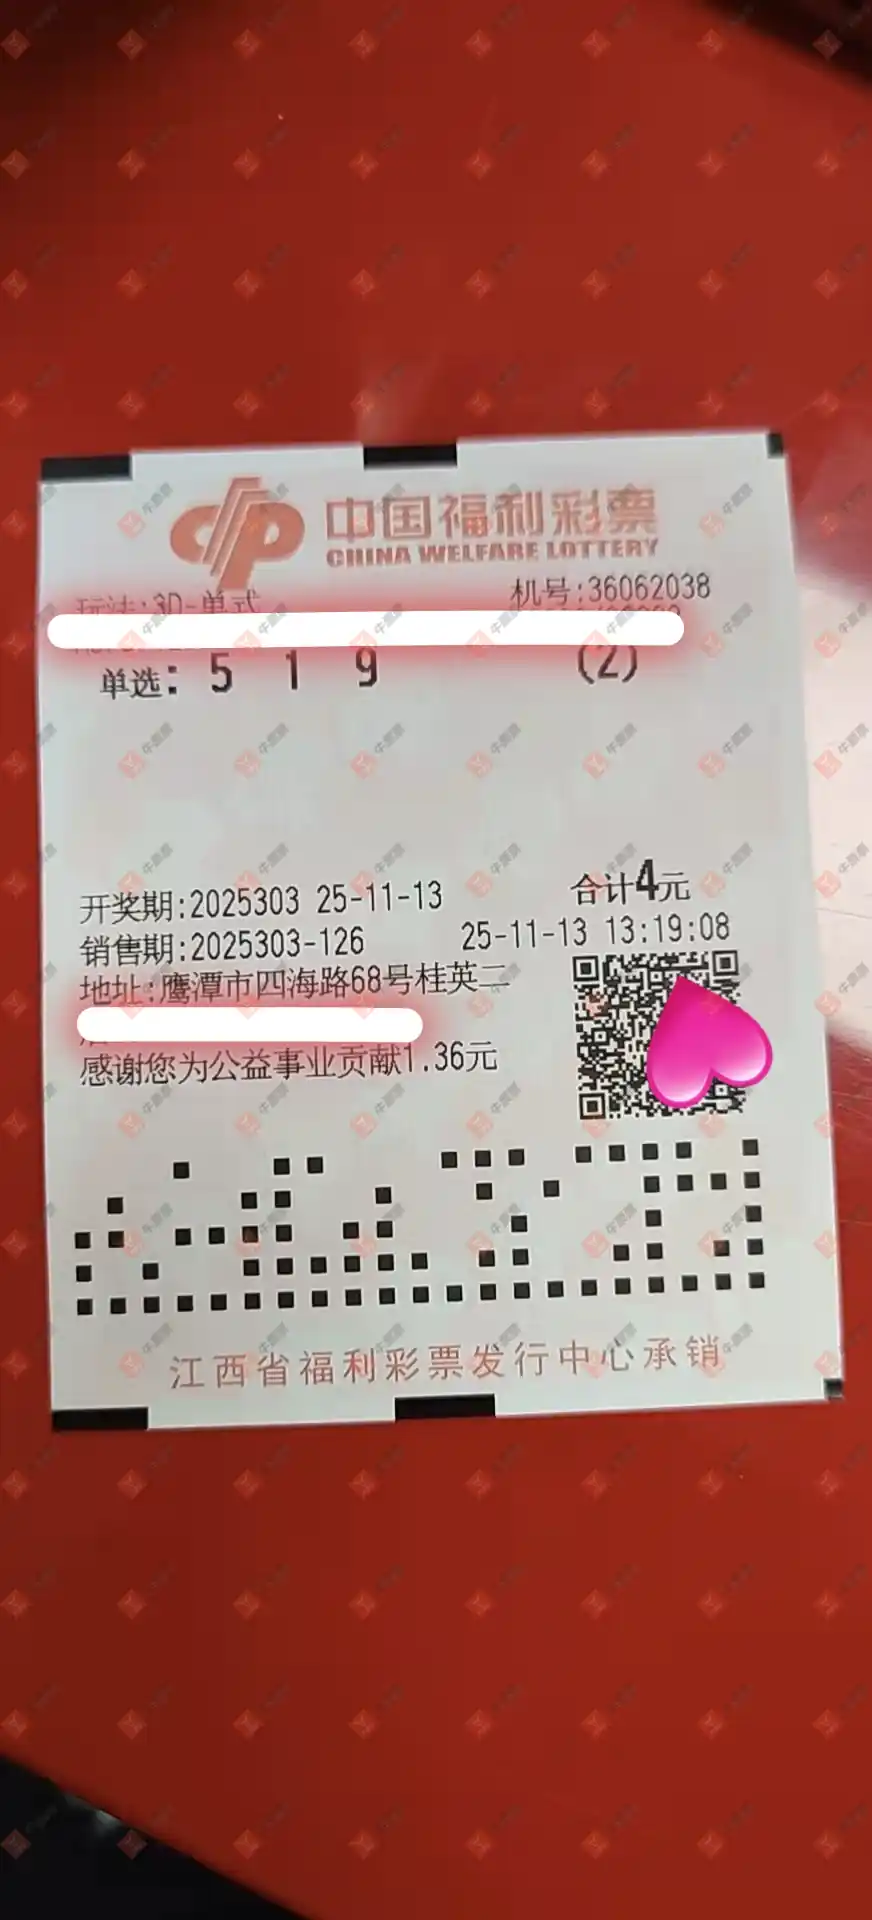 中国福利彩票
CHINA WELFARE LOTTERY
玩法:3D-单式 机号:36062038
单选: 5 1 9 (2)
合计4元
开奖期:2025303 25-11-13
销售期:2025303-126 25-11-13 13:19:08
地址:鹰潭市四海路68号桂英二
感谢您为公益事业贡献1.36元
江西省福利彩票发行中心承销